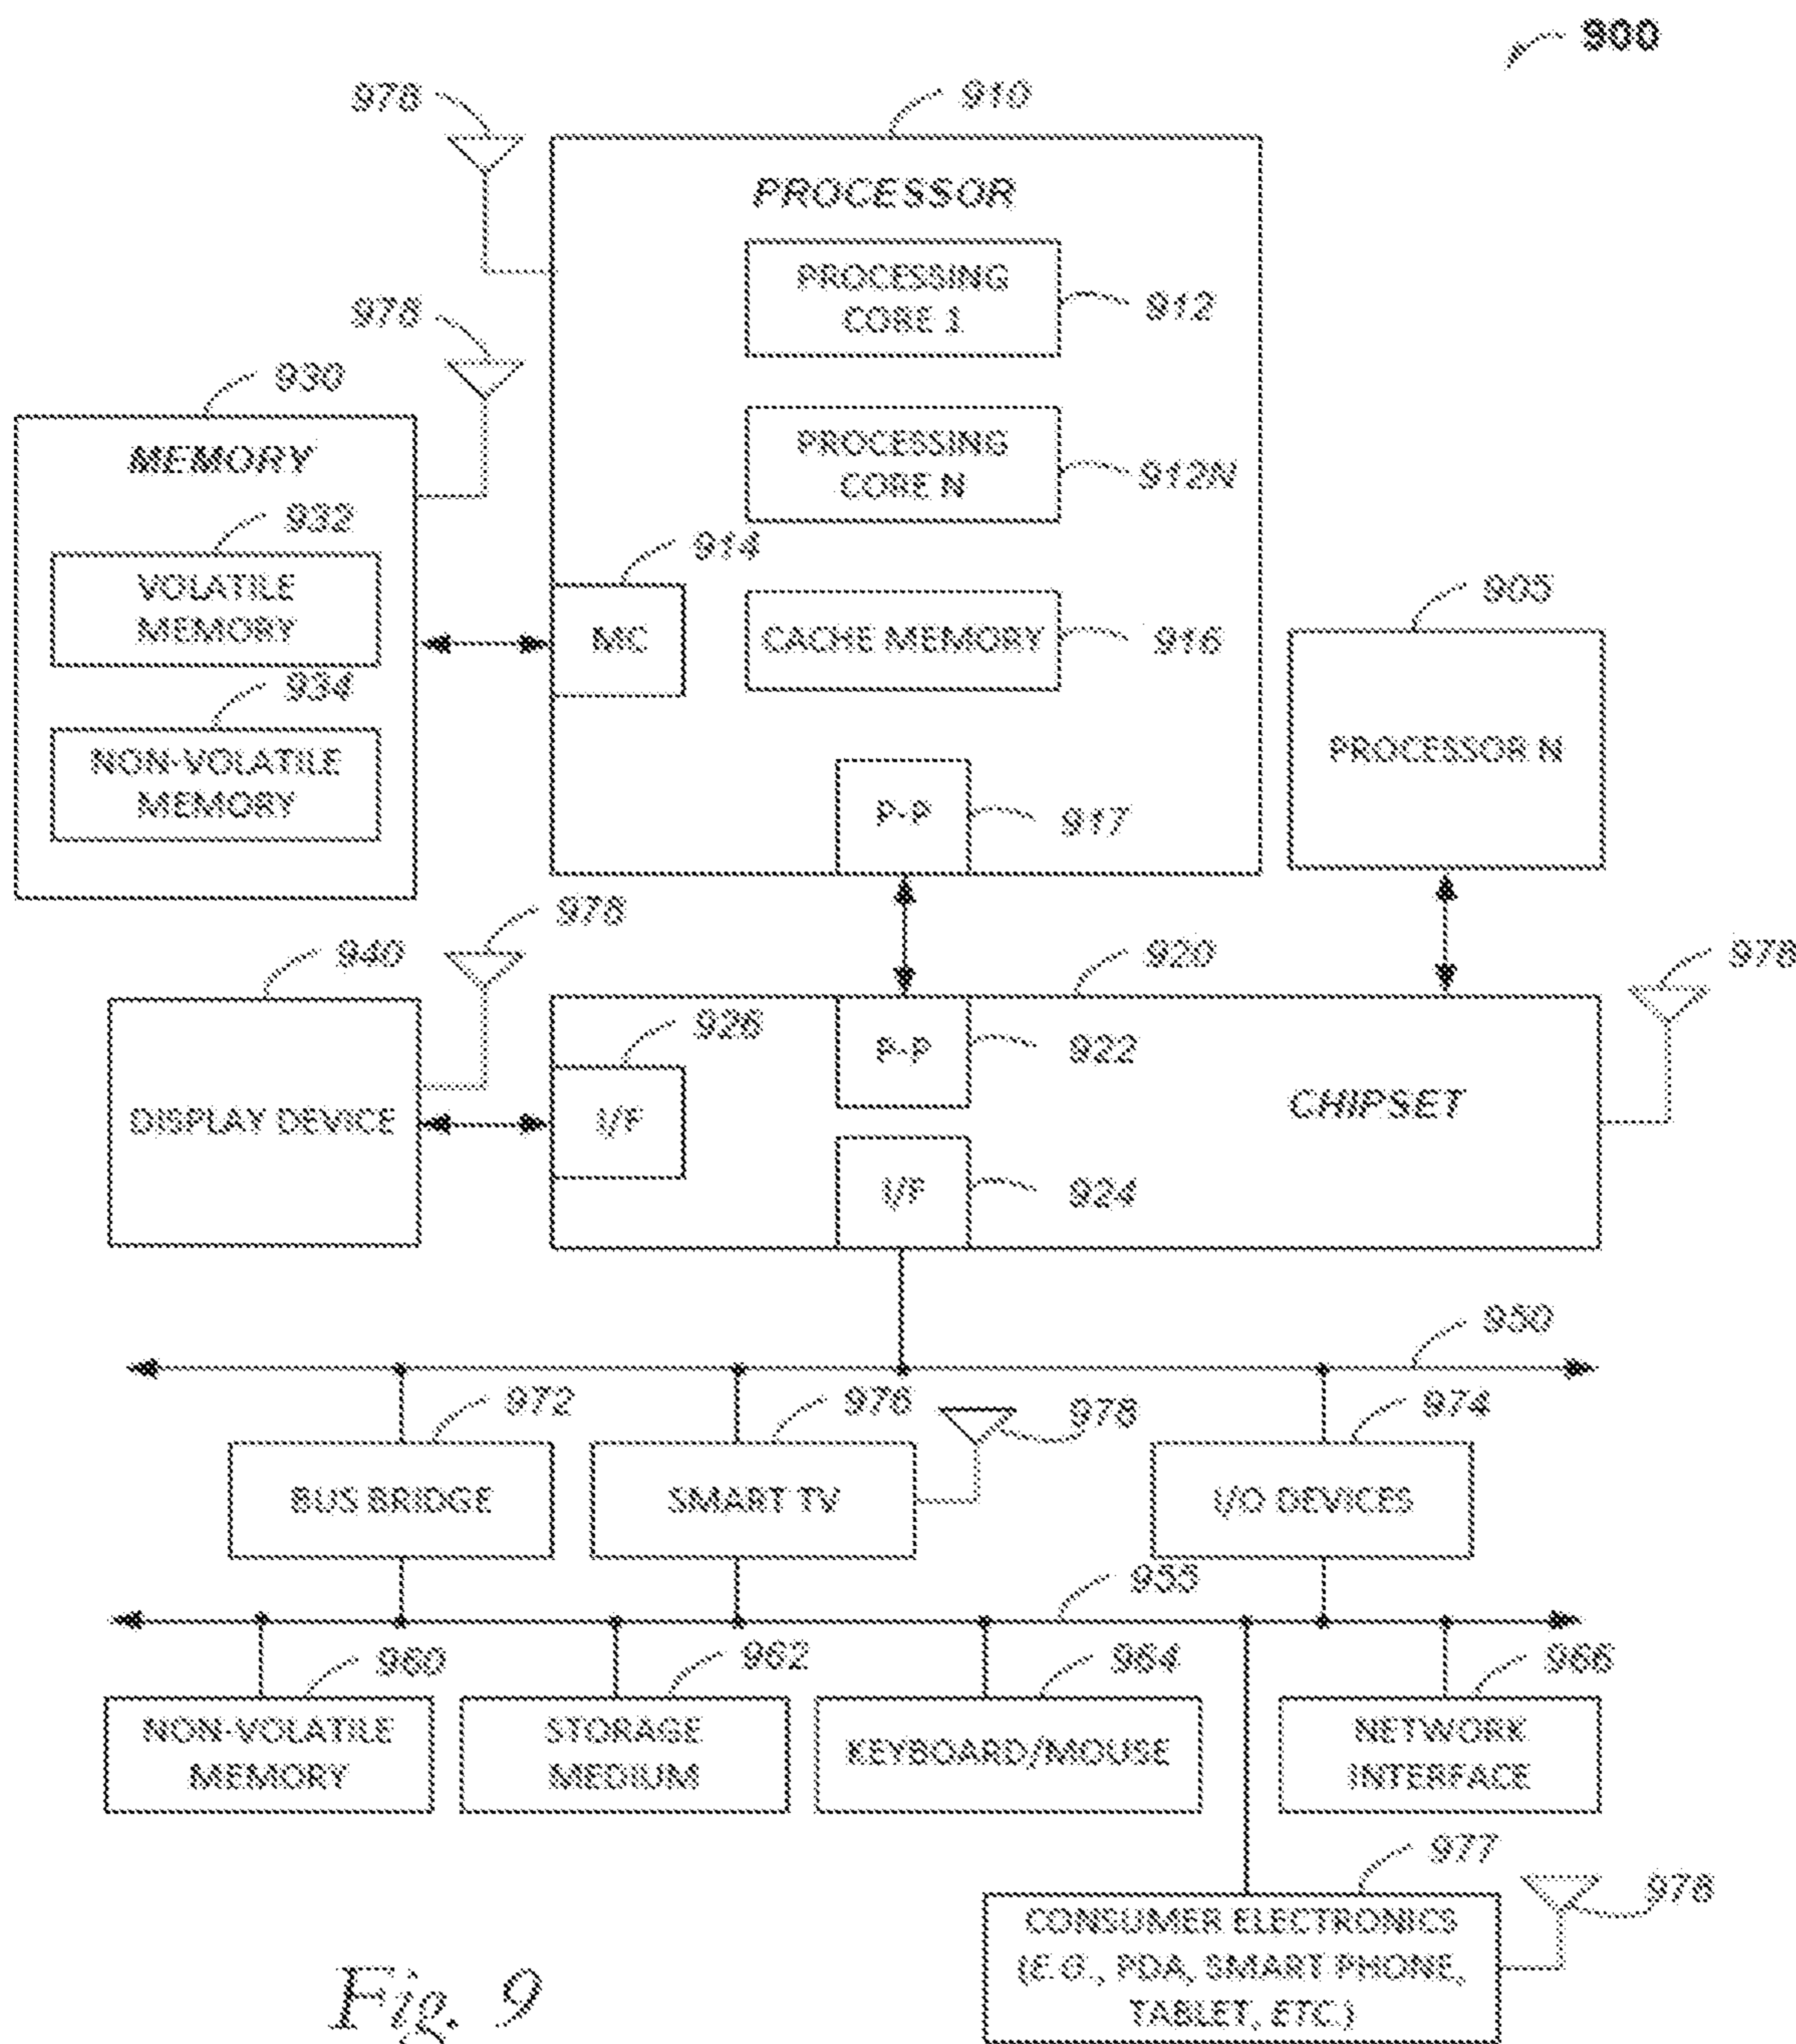 900
978
910
PROCESSOR
PROCESSING
CORE 1
912
978
930
MEMORY
PROCESSING
CORE N
912N
932
914
VOLATILE
MEMORY
MC
CACHE MEMORY
916
905
934
NON-VOLATILE
MEMORY
PROCESSOR N
P-P
917
978
940
920
978
926
P-P
922
DISPLAY DEVICE
I/F
CHIPSET
I/F
924
950
972
976
978
974
BUS BRIDGE
SMART TV
I/O DEVICES
955
960
962
964
966
NON-VOLATILE
MEMORY
STORAGE
MEDIUM
KEYBOARD/MOUSE
NETWORK
INTERFACE
977
978
CONSUMER ELECTRONICS
(E.G., PDA, SMART PHONE,
TABLET, ETC.)
Fig. 9